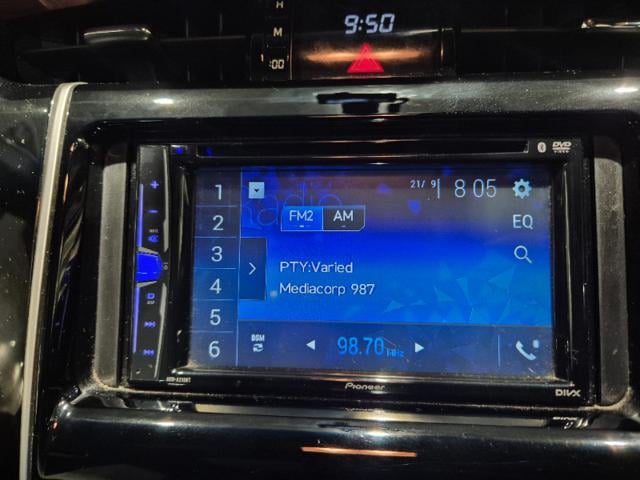 H
9:50
M
:00
DVD
21/ 9 8 05
1
FM2 AM
2
EQ
3
PTY:Varied
4
Mediacorp 987
5
6
BGM
98.70 MHz
Pioneer
DIVX